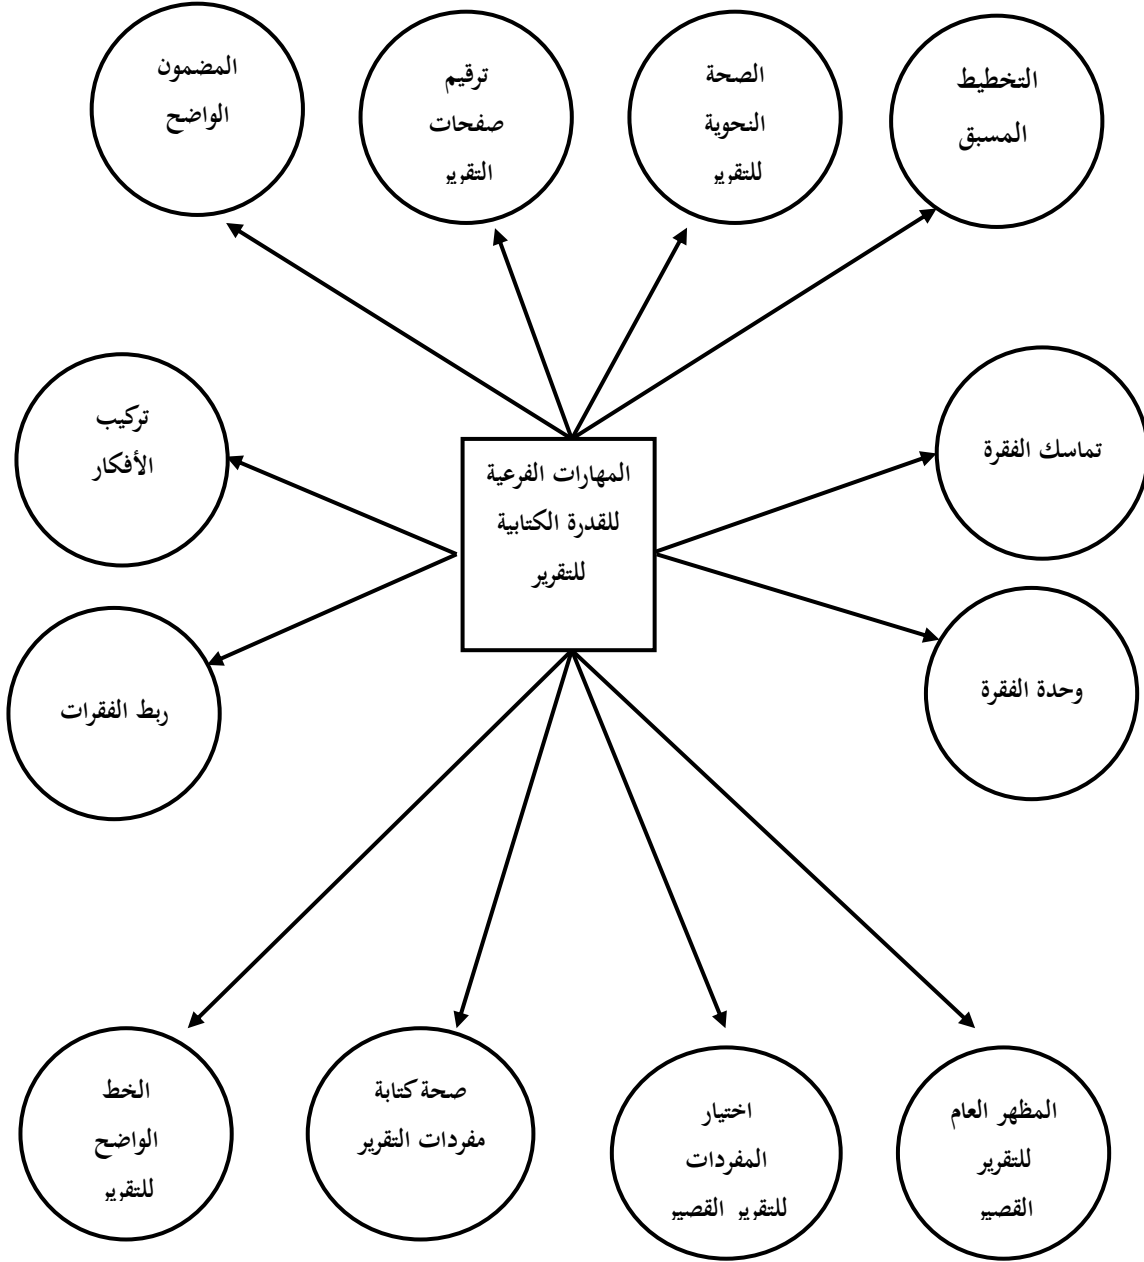 التخطيط
المسبق
الصحة
النحوية
للتقرير
ترقيم
صفحات
التقرير
المضمون
الواضح
تماسك الفقرة
تركيب
الأفكار
المهارات الفرعية
للقدرة الكتابية
للتقرير
وحدة الفقرة
ربط الفقرات
المظهر العام
للتقرير
القصير
اختيار
المفردات
للتقرير القصير
صحة كتابة
مفردات التقرير
الخط
الواضح
للتقرير